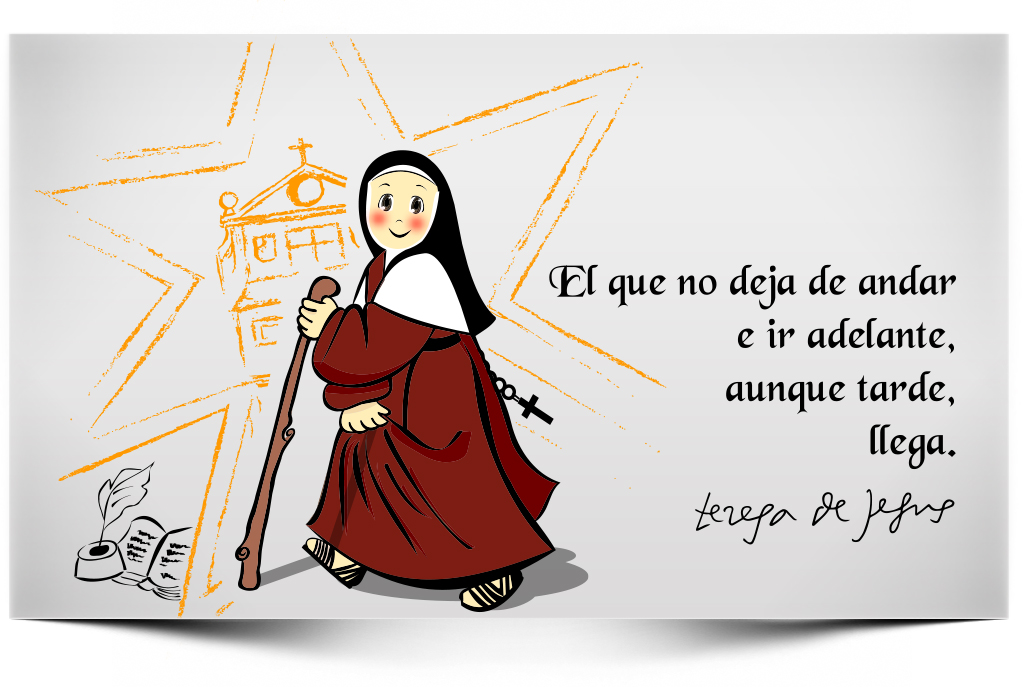 El que no deja de andar
e ir adelante,
aunque tarde,
llega.
teresa de Jesus